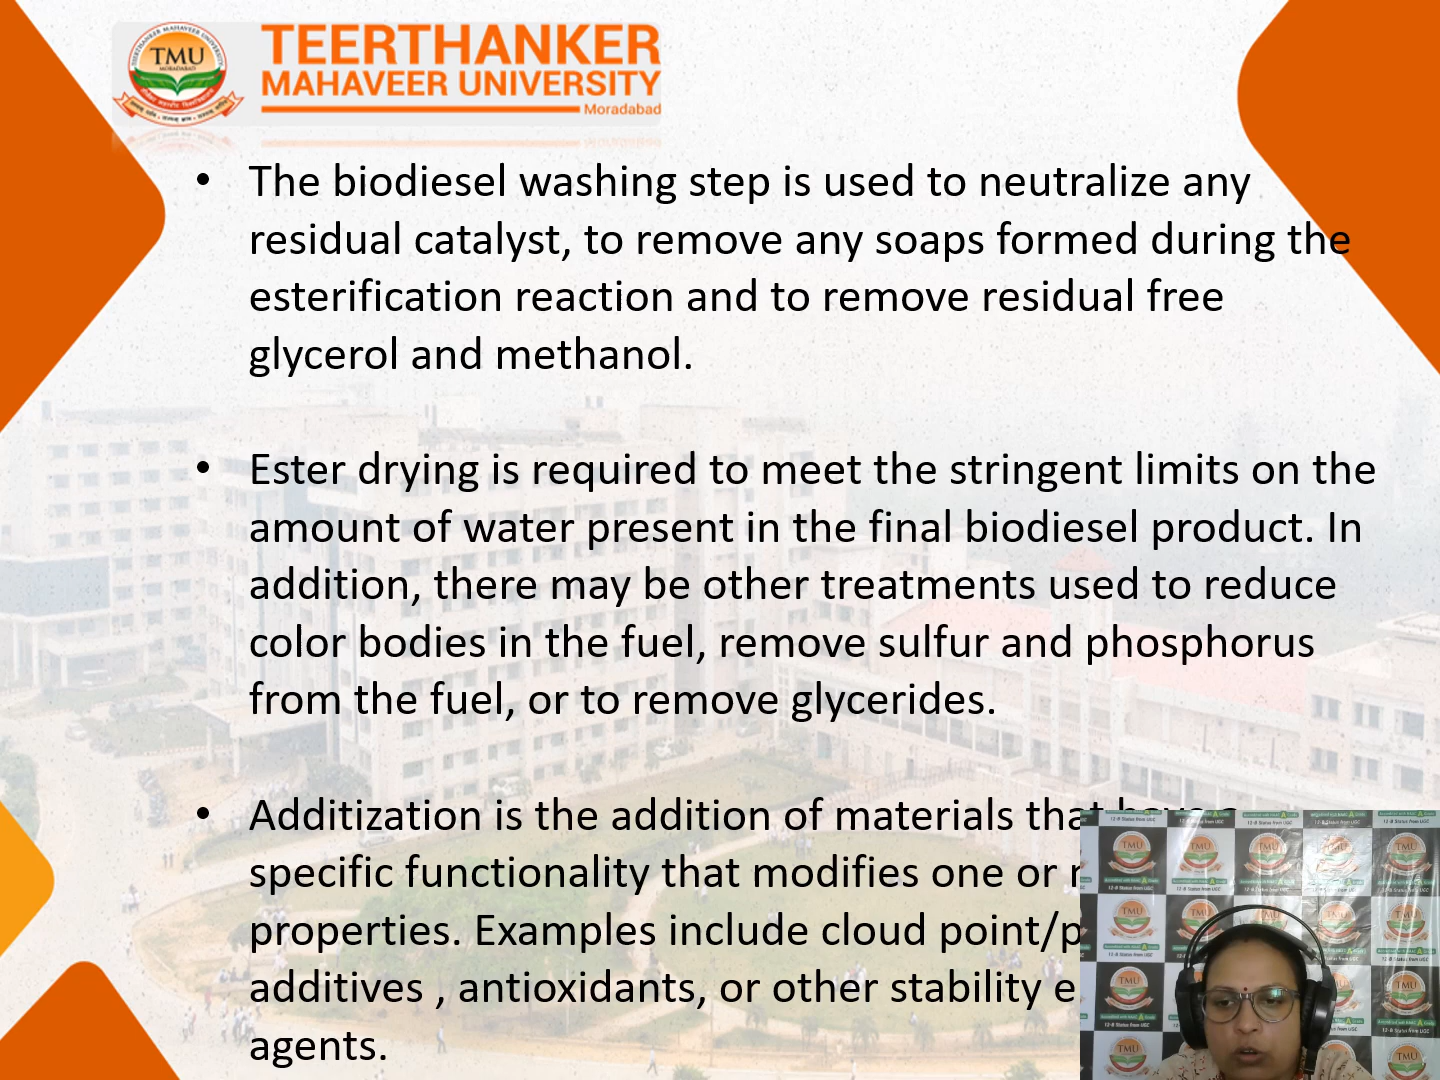 TMU
MORADABAD
TEERTHANKER
MAHAVEER UNIVERSITY
Moradabad
• The biodiesel washing step is used to neutralize any
residual catalyst, to remove any soaps formed during the
esterification reaction and to remove residual free
glycerol and methanol.
• Ester drying is required to meet the stringent limits on the
amount of water present in the final biodiesel product. In
addition, there may be other treatments used to reduce
color bodies in the fuel, remove sulfur and phosphorus
from the fuel, or to remove glycerides.
• Additization is the addition of materials that have a
specific functionality that modifies one or
properties. Examples include cloud
additives , antioxidants, or other stability
agents.